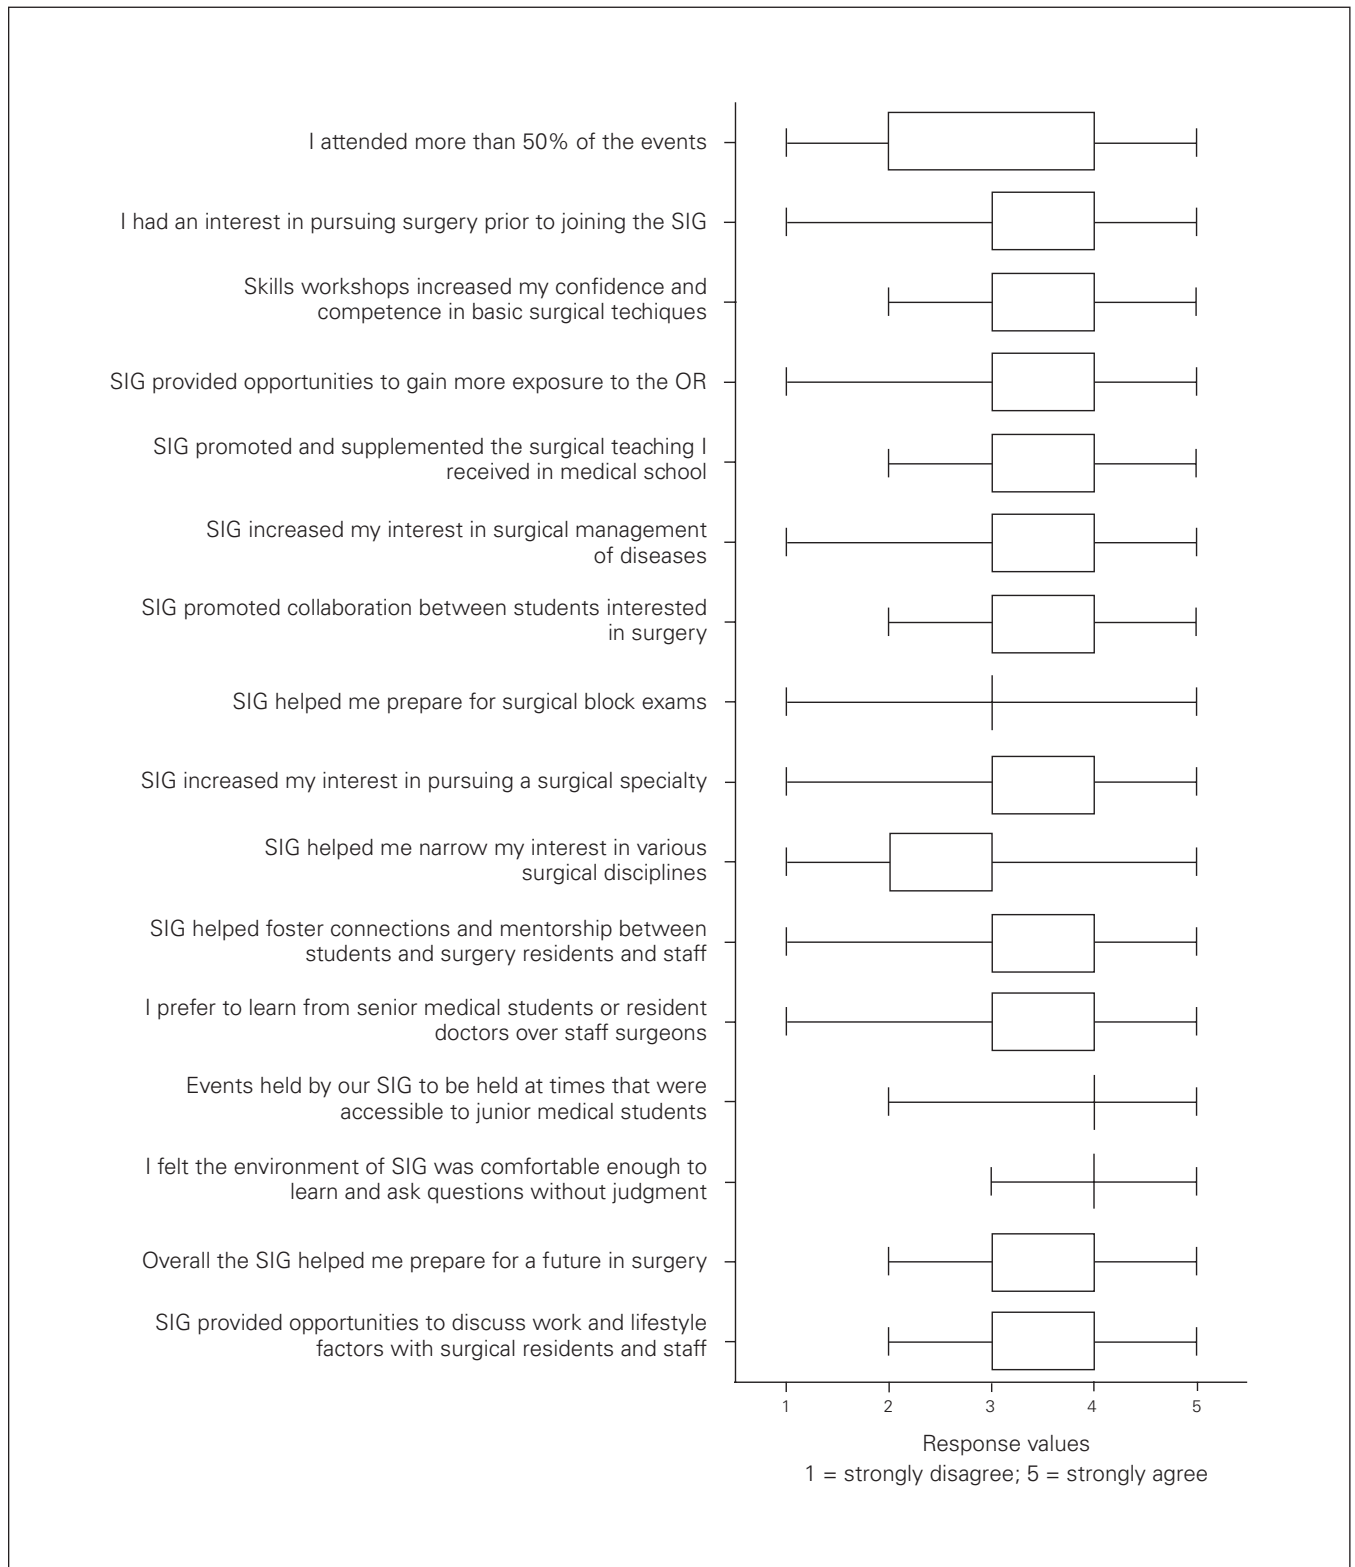 I attended more than 50% of the events
I had an interest in pursuing surgery prior to joining the SIG
Skills workshops increased my confidence and
competence in basic surgical techiques
SIG provided opportunities to gain more exposure to the OR
SIG promoted and supplemented the surgical teaching I
received in medical school
SIG increased my interest in surgical management
of diseases
SIG promoted collaboration between students interested
in surgery
SIG helped me prepare for surgical block exams
SIG increased my interest in pursuing a surgical specialty
SIG helped me narrow my interest in various
surgical disciplines
SIG helped foster connections and mentorship between
students and surgery residents and staff
I prefer to learn from senior medical students or resident
doctors over staff surgeons
Events held by our SIG to be held at times that were
accessible to junior medical students
I felt the environment of SIG was comfortable enough to
learn and ask questions without judgment
Overall the SIG helped me prepare for a future in surgery
SIG provided opportunities to discuss work and lifestyle
factors with surgical residents and staff
1 2 3 4 5
Response values
1 = strongly disagree; 5 = strongly agree